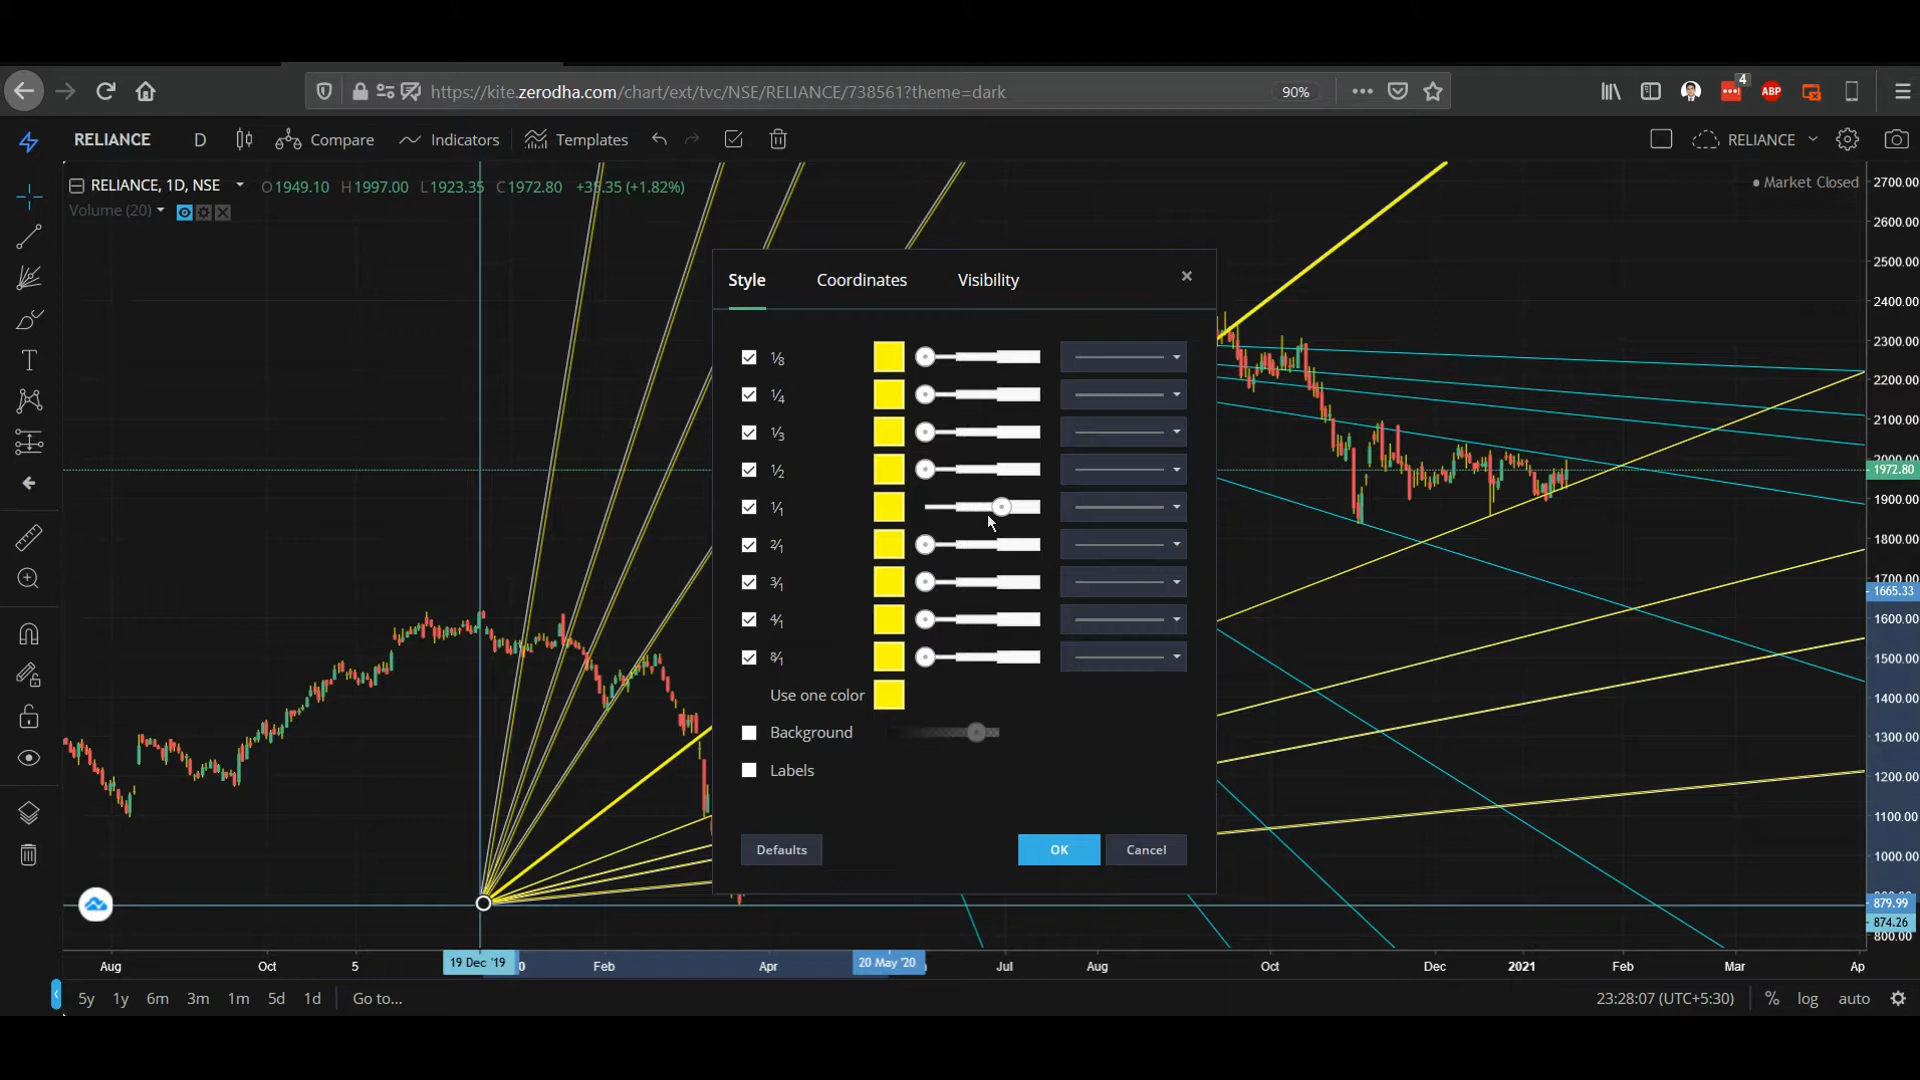 https://kite.zerodha.com/chart/ext/tvc/NSE/RELIANCE/738561?theme=dark
90%
4
ABP
RELIANCE D Compare Indicators Templates
RELIANCE
RELIANCE, 1D, NSE O1949.10 H1997.00 L1923.35 C1972.80 +35.35 (+1.82%)
Volume (20)
Market Closed
Style Coordinates Visibility
1/8
1/4
1/3
1/2
1/1
2/1
3/1
4/1
8/1
Use one color
Background
Labels
Defaults OK Cancel
2700.00
2600.00
2500.00
2400.00
2300.00
2200.00
2100.00
2000.00
1972.80
1900.00
1800.00
1700.00
1665.33
1600.00
1500.00
1400.00
1300.00
1200.00
1100.00
1000.00
879.99
874.26
800.00
Aug Oct 5 19 Dec '19 Feb Apr 20 May '20 Jul Aug Oct Dec 2021 Feb Mar Ap
5y 1y 6m 3m 1m 5d 1d Go to... 23:28:07 (UTC+5:30) % log auto